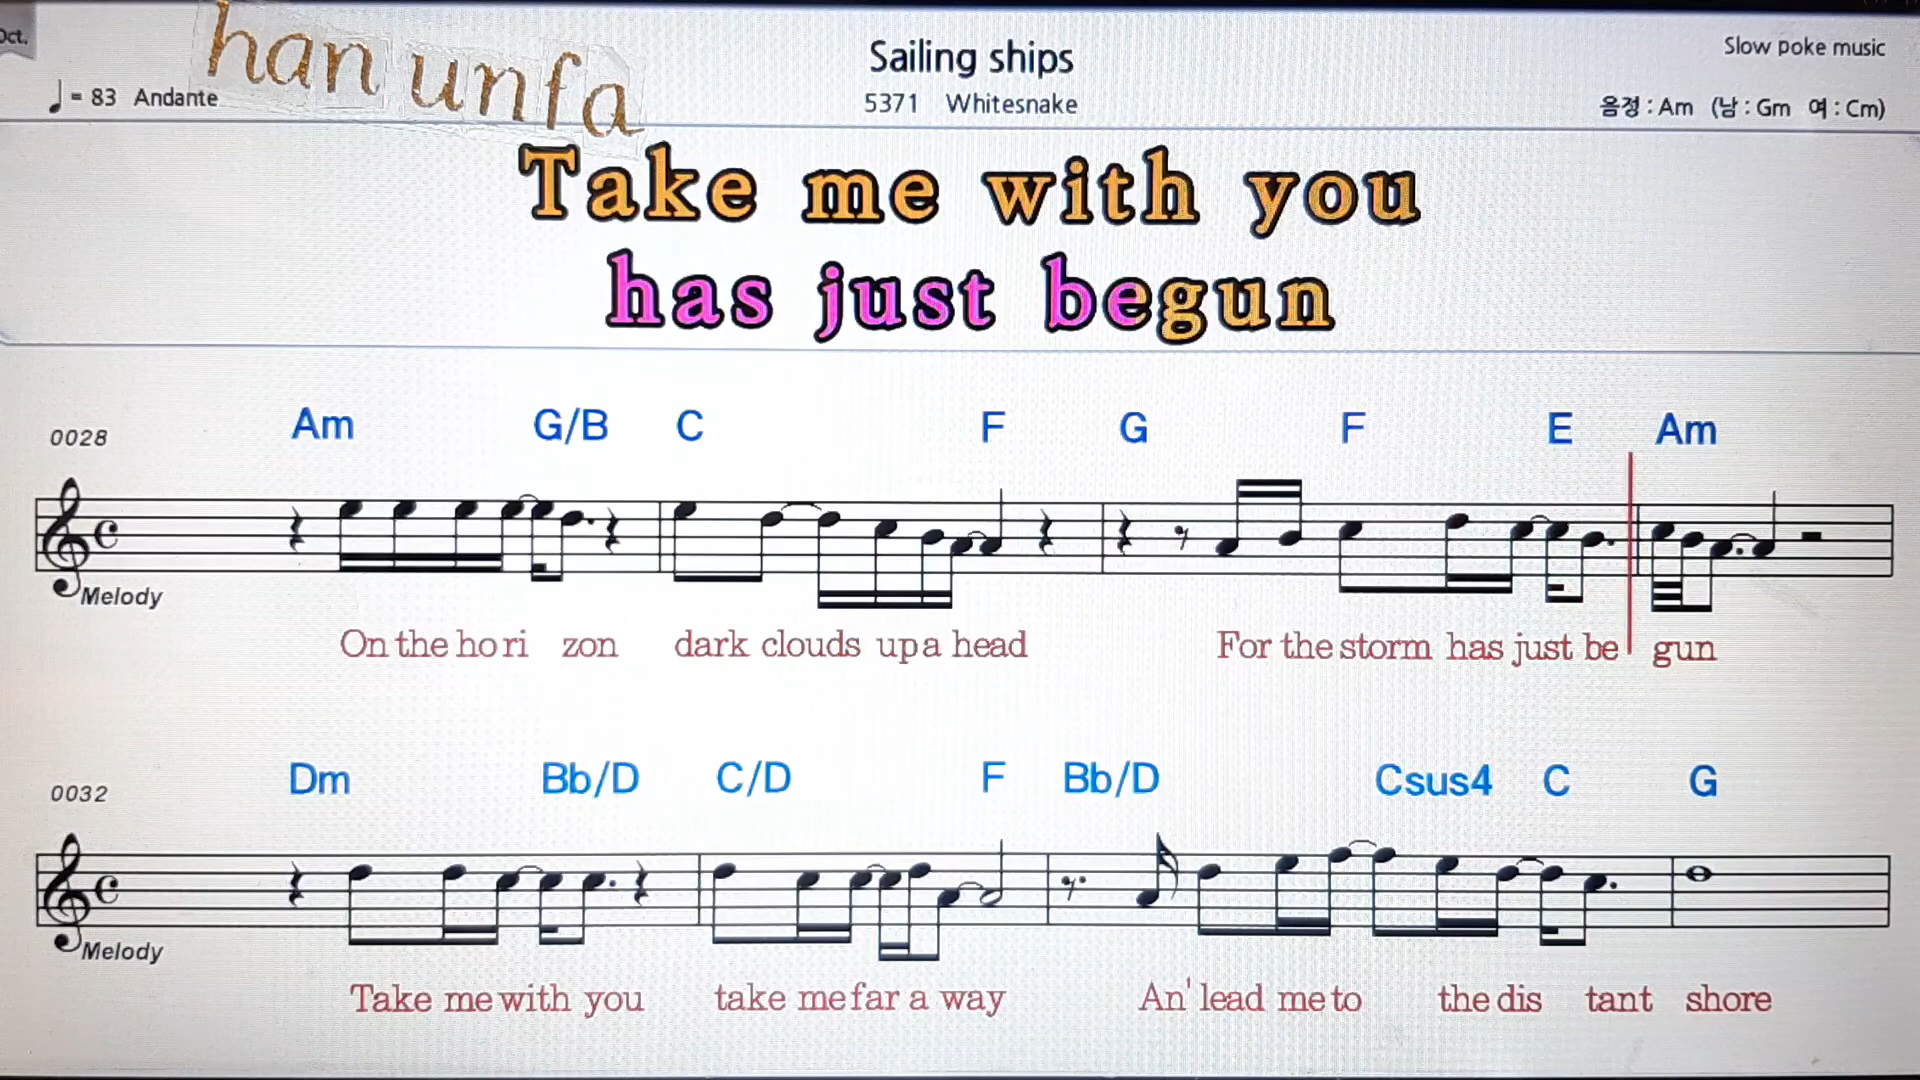 Oct.
han unfa
♩ = 83 Andante
Sailing ships
5371 Whitesnake
Slow poke music
음정 : Am (남 : Gm 여 : Cm)
Take me with you
has just begun
0028 Am G/B C F G F E Am
Melody
On the ho ri zon dark clouds up a head For the storm has just be gun
0032 Dm Bb/D C/D F Bb/D Csus4 C G
Melody
Take me with you take me far a way An' lead me to the dis tant shore